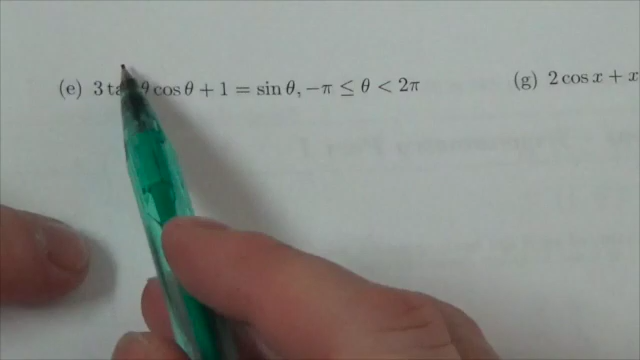 (e) 3 ta θ cos θ + 1 = sin θ, −π ≤ θ < 2π
(g) 2 cos x + x